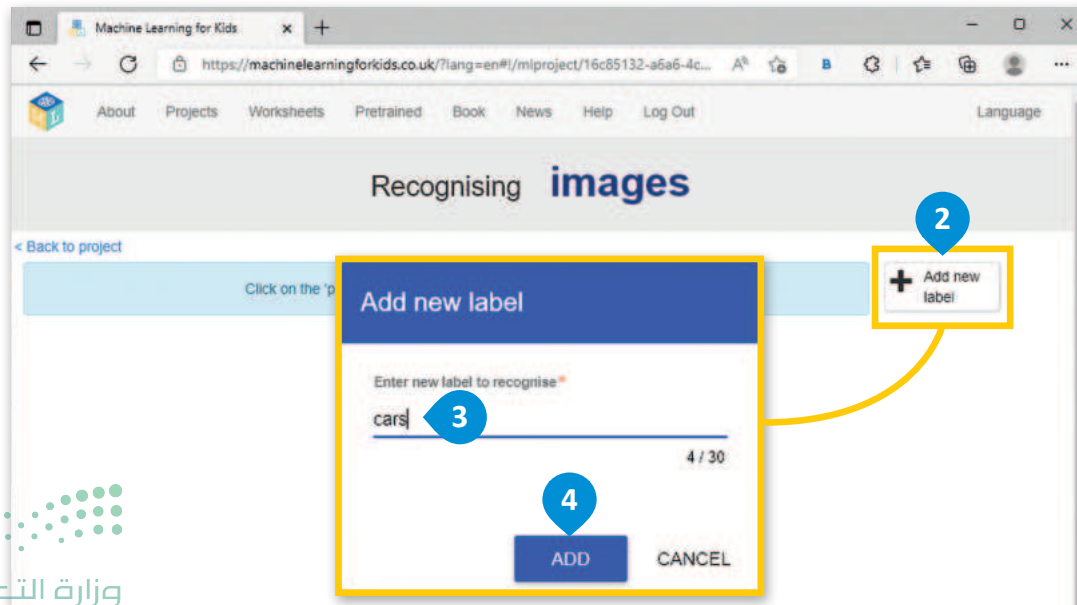 Machine Learning for Kids
https://machinelearningforkids.co.uk/?lang=en#!/mlproject/16c85132-a6a6-4c...
About Projects Worksheets Pretrained Book News Help Log Out Language
Recognising images
< Back to project
2
Click on the 'p
Add new label
Add new label
Enter new label to recognise*
cars
3
4 / 30
4
ADD CANCEL
وزارة التـ